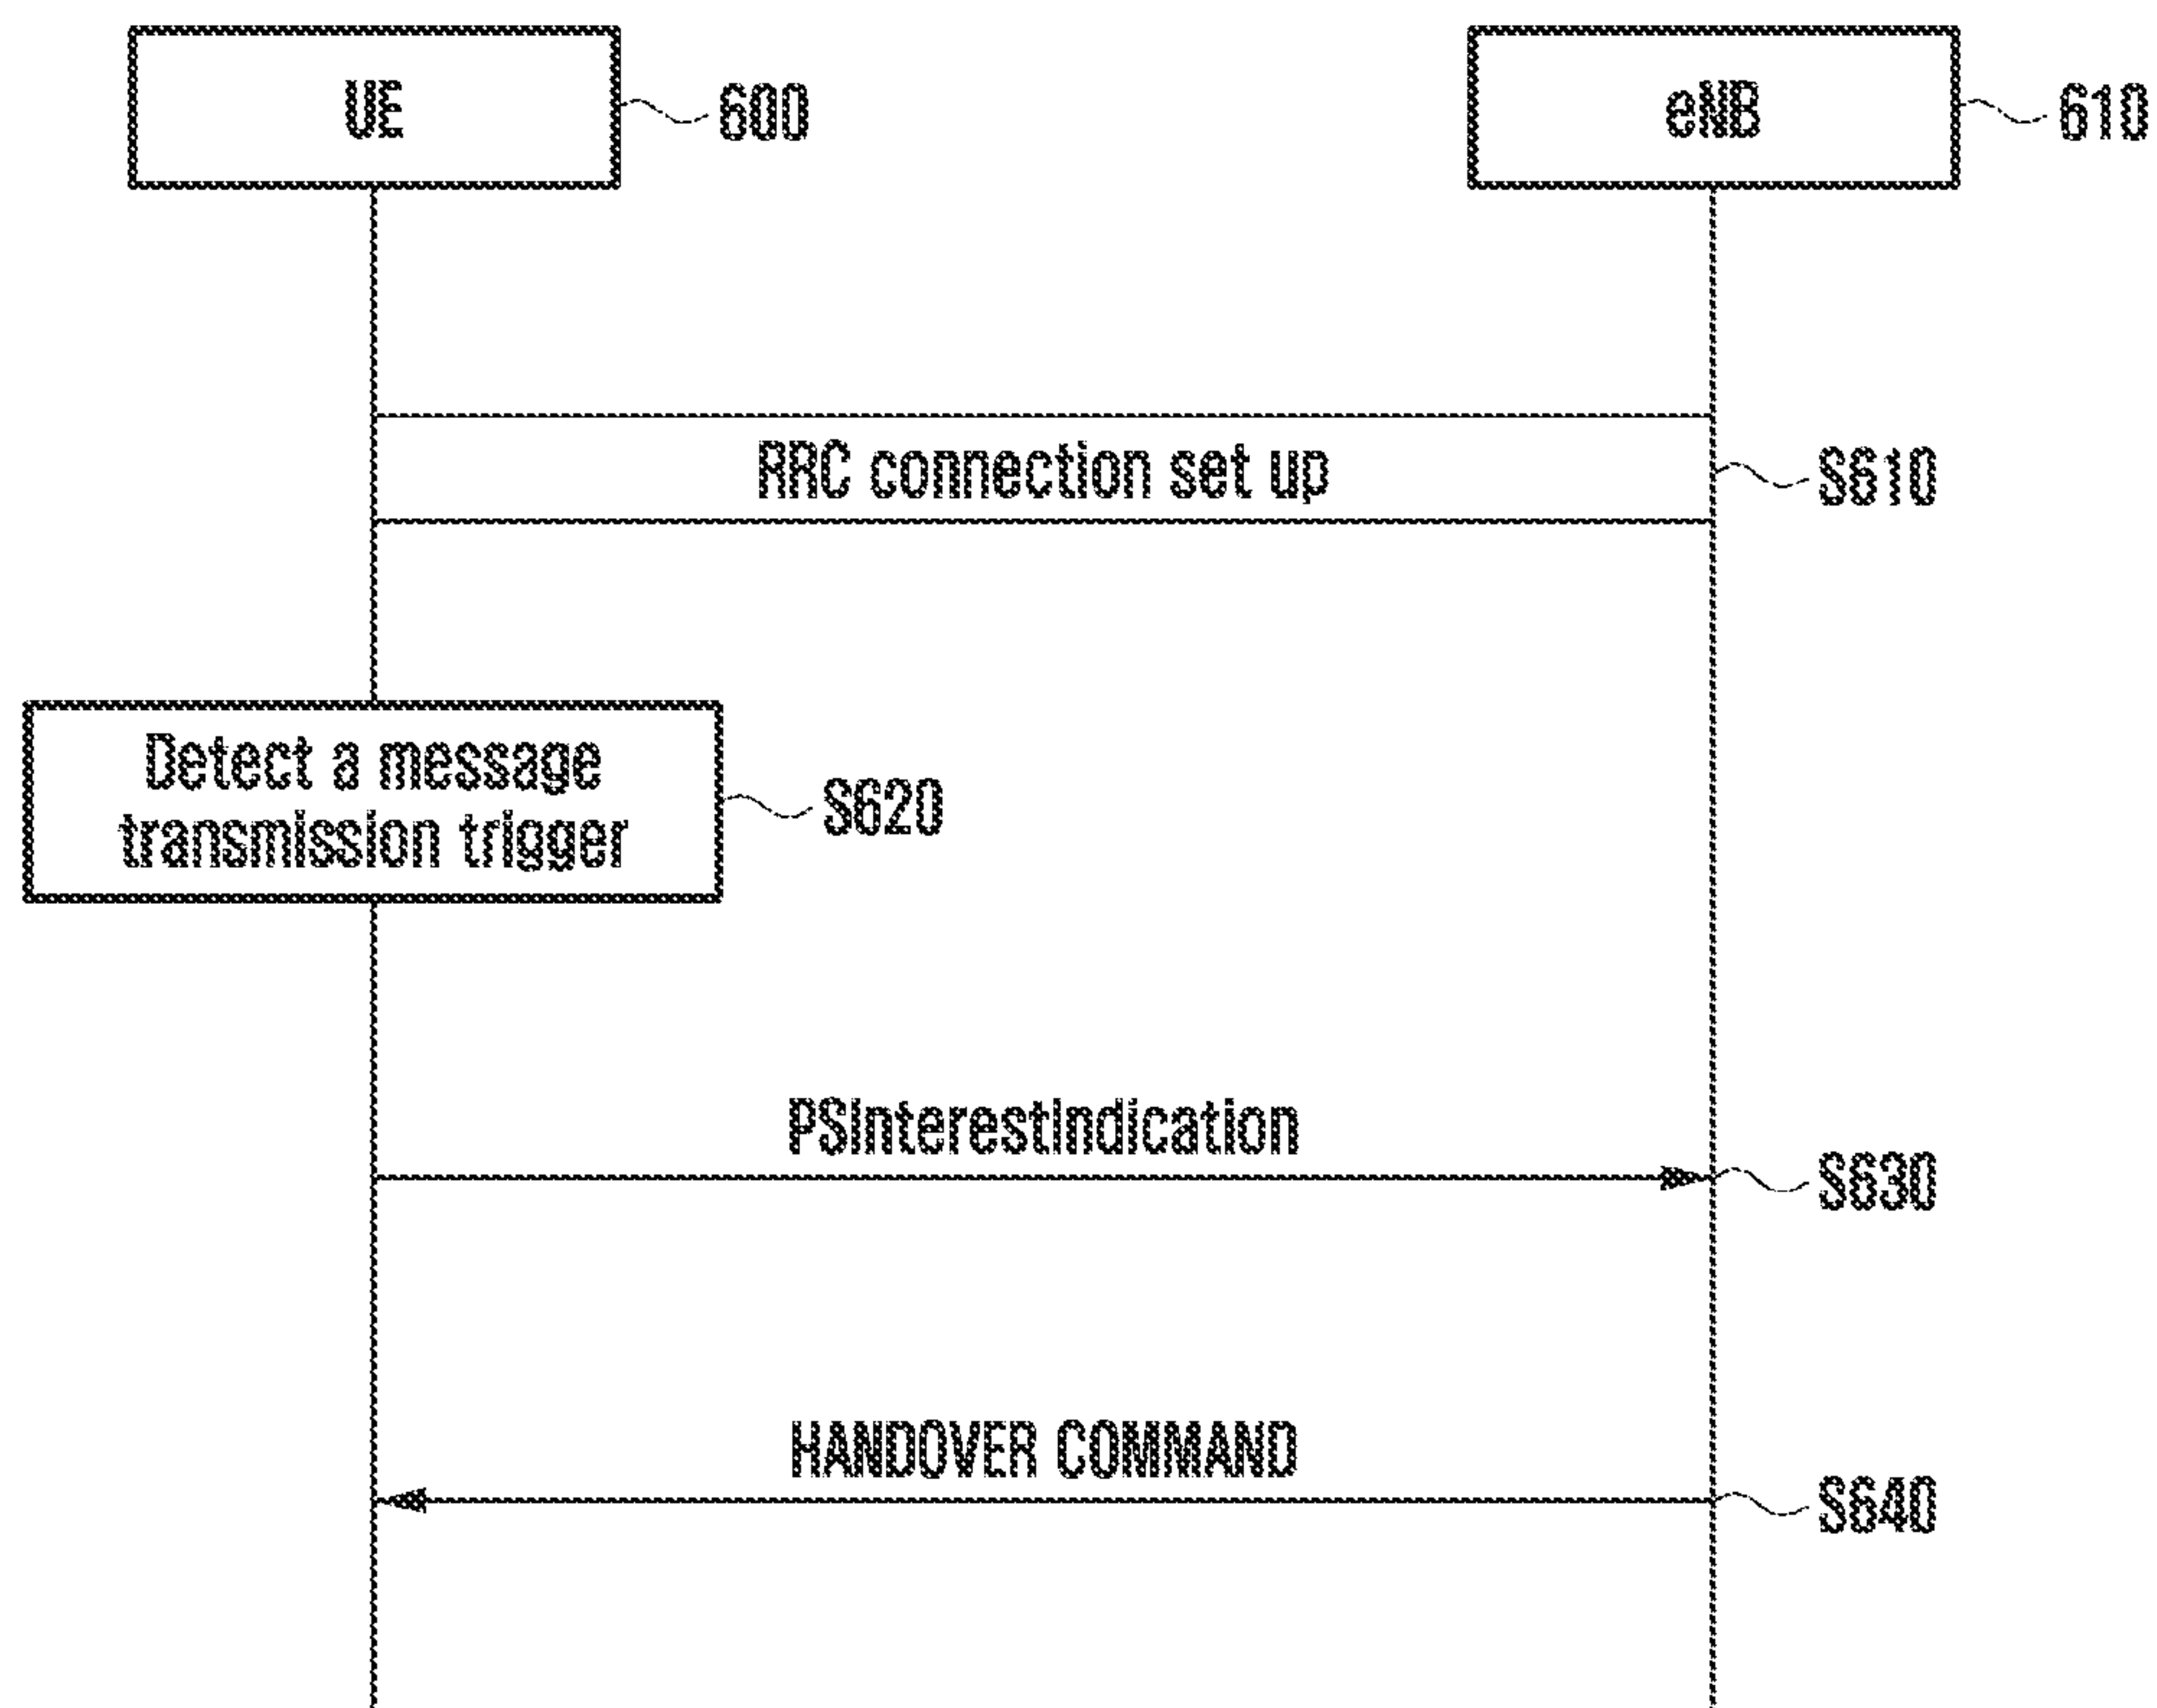 UE
600
eNB
610
RRC connection set up
S610
Detect a message
transmission trigger
S620
PSInterestIndication
S630
HANDOVER COMMAND
S640